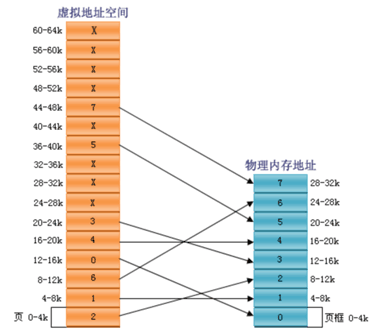 虚拟地址空间
60-64k X
56-60k X
52-56k X
48-52k X
44-48k 7
40-44k X
36-40k 5
32-36k X
28-32k X
24-28k X
20-24k 3
16-20k 4
12-16k 0
8-12k 6
4-8k 1
页 0-4k 2
物理内存地址
7 28-32k
6 24-28k
5 20-24k
4 16-20k
3 12-16k
2 8-12k
1 4-8k
0 页框 0-4k